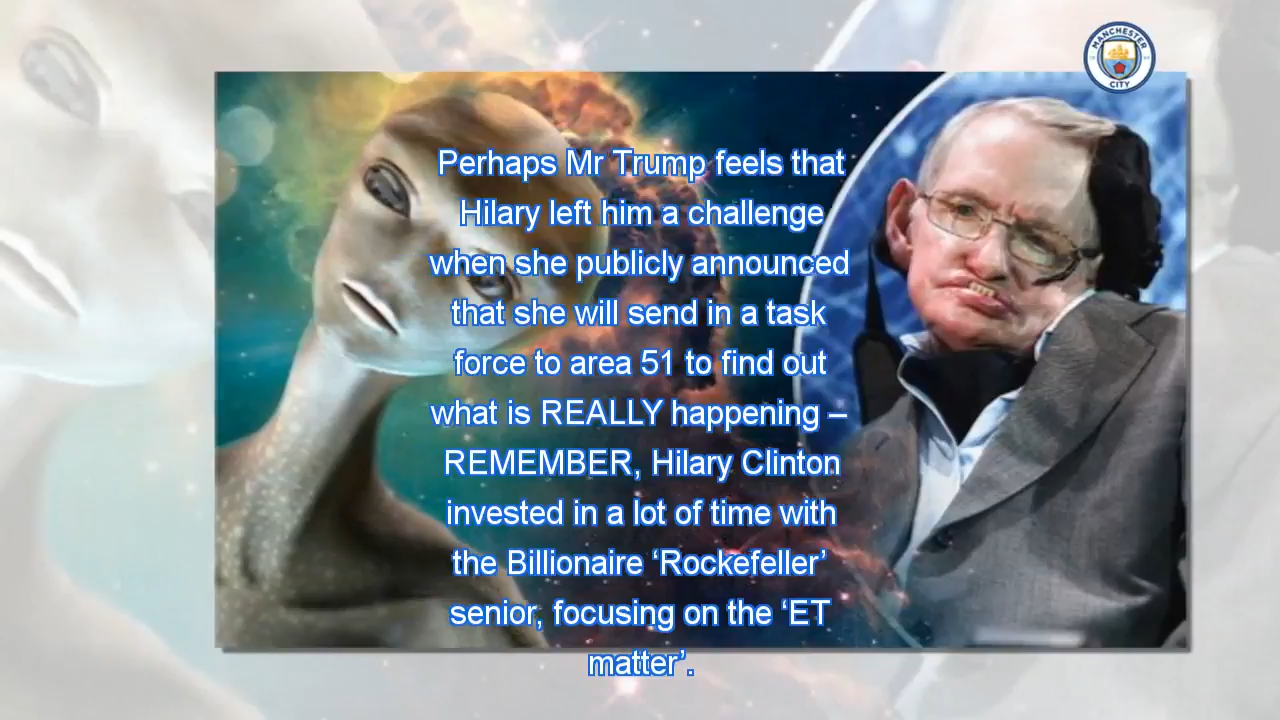 MANCHESTER
CITY
Perhaps Mr Trump feels that
Hilary left him a challenge
when she publicly announced
that she will send in a task
force to area 51 to find out
what is REALLY happening –
REMEMBER, Hilary Clinton
invested in a lot of time with
the Billionaire ‘Rockefeller’
senior, focusing on the ‘ET
matter’.